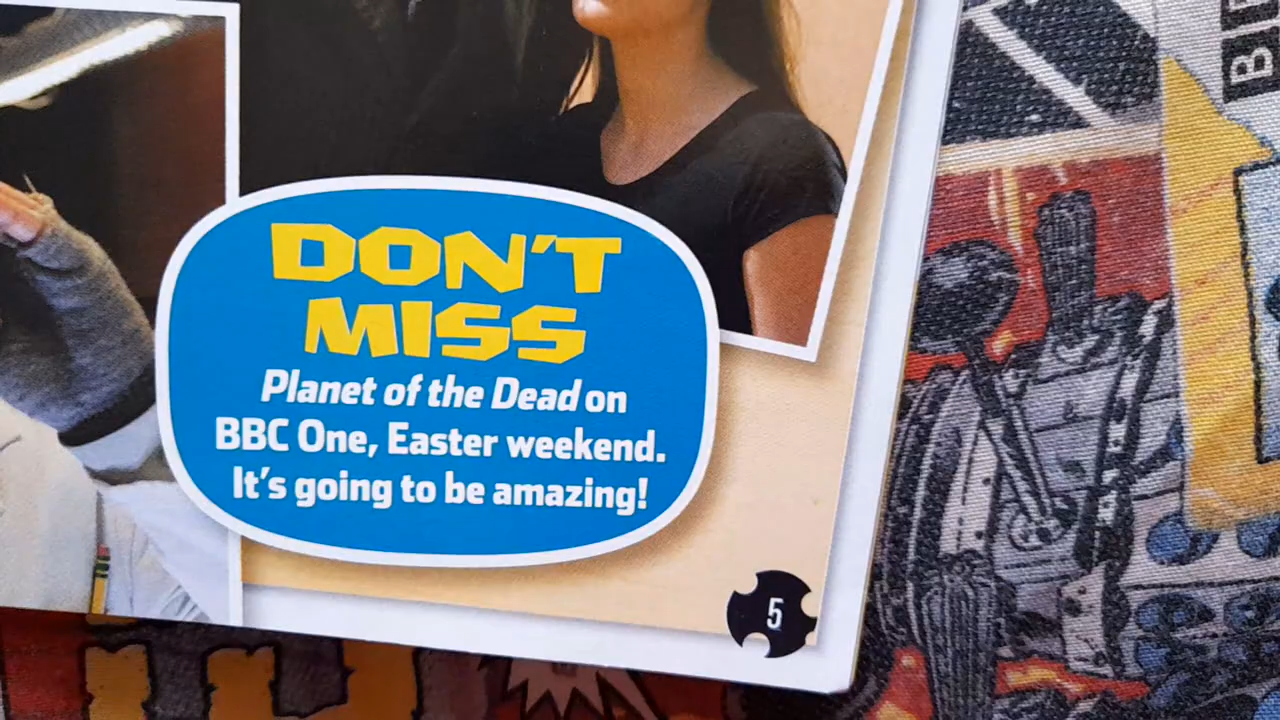 DON'T
MISS
Planet of the Dead on
BBC One, Easter weekend.
It's going to be amazing!
5